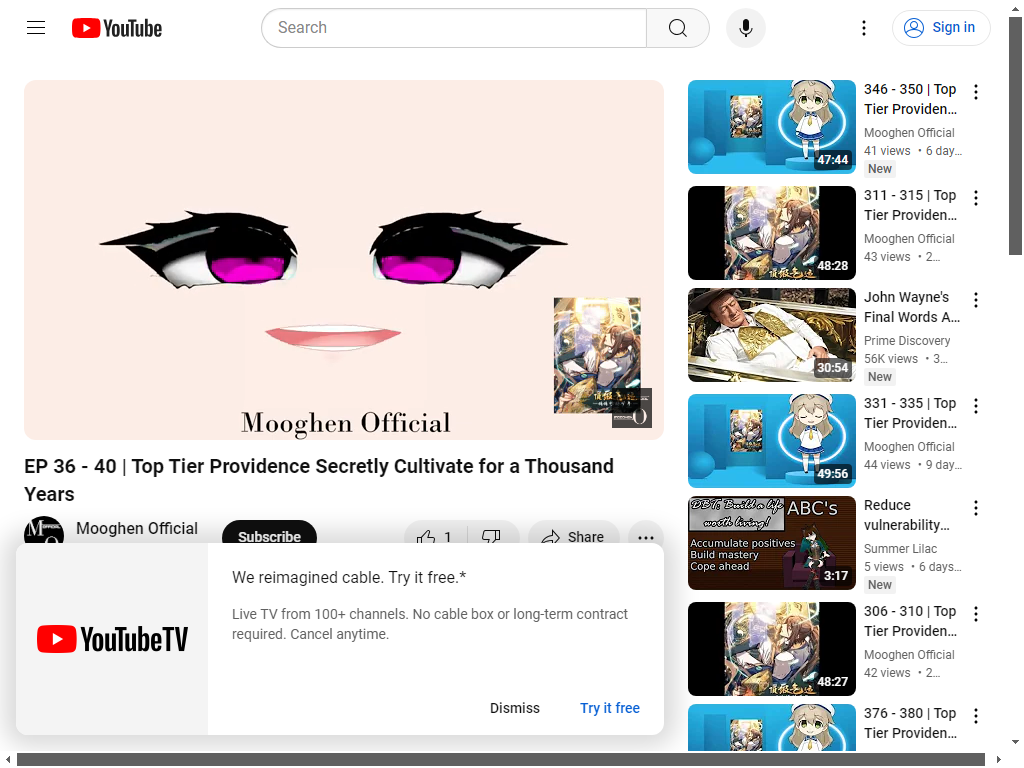 YouTube
Search
Sign in
Mooghen Official
EP 36 - 40 | Top Tier Providence Secretly Cultivate for a Thousand
Years
Mooghen Official
Subscribe
1
Share
We reimagined cable. Try it free.*
Live TV from 100+ channels. No cable box or long-term contract
required. Cancel anytime.
YouTubeTV
Dismiss
Try it free
47:44
346 - 350 | Top
Tier Providen...
Mooghen Official
41 views • 6 day...
New
48:28
311 - 315 | Top
Tier Providen...
Mooghen Official
43 views • 2...
30:54
John Wayne's
Final Words A...
Prime Discovery
56K views • 3...
New
49:56
331 - 335 | Top
Tier Providen...
Mooghen Official
44 views • 9 day...
DBT: Build a life
worth living!
ABC's
Accumulate positives
Build mastery
Cope ahead
3:17
Reduce
vulnerability...
Summer Lilac
5 views • 6 days...
New
48:27
306 - 310 | Top
Tier Providen...
Mooghen Official
42 views • 2...
376 - 380 | Top
Tier Providen...